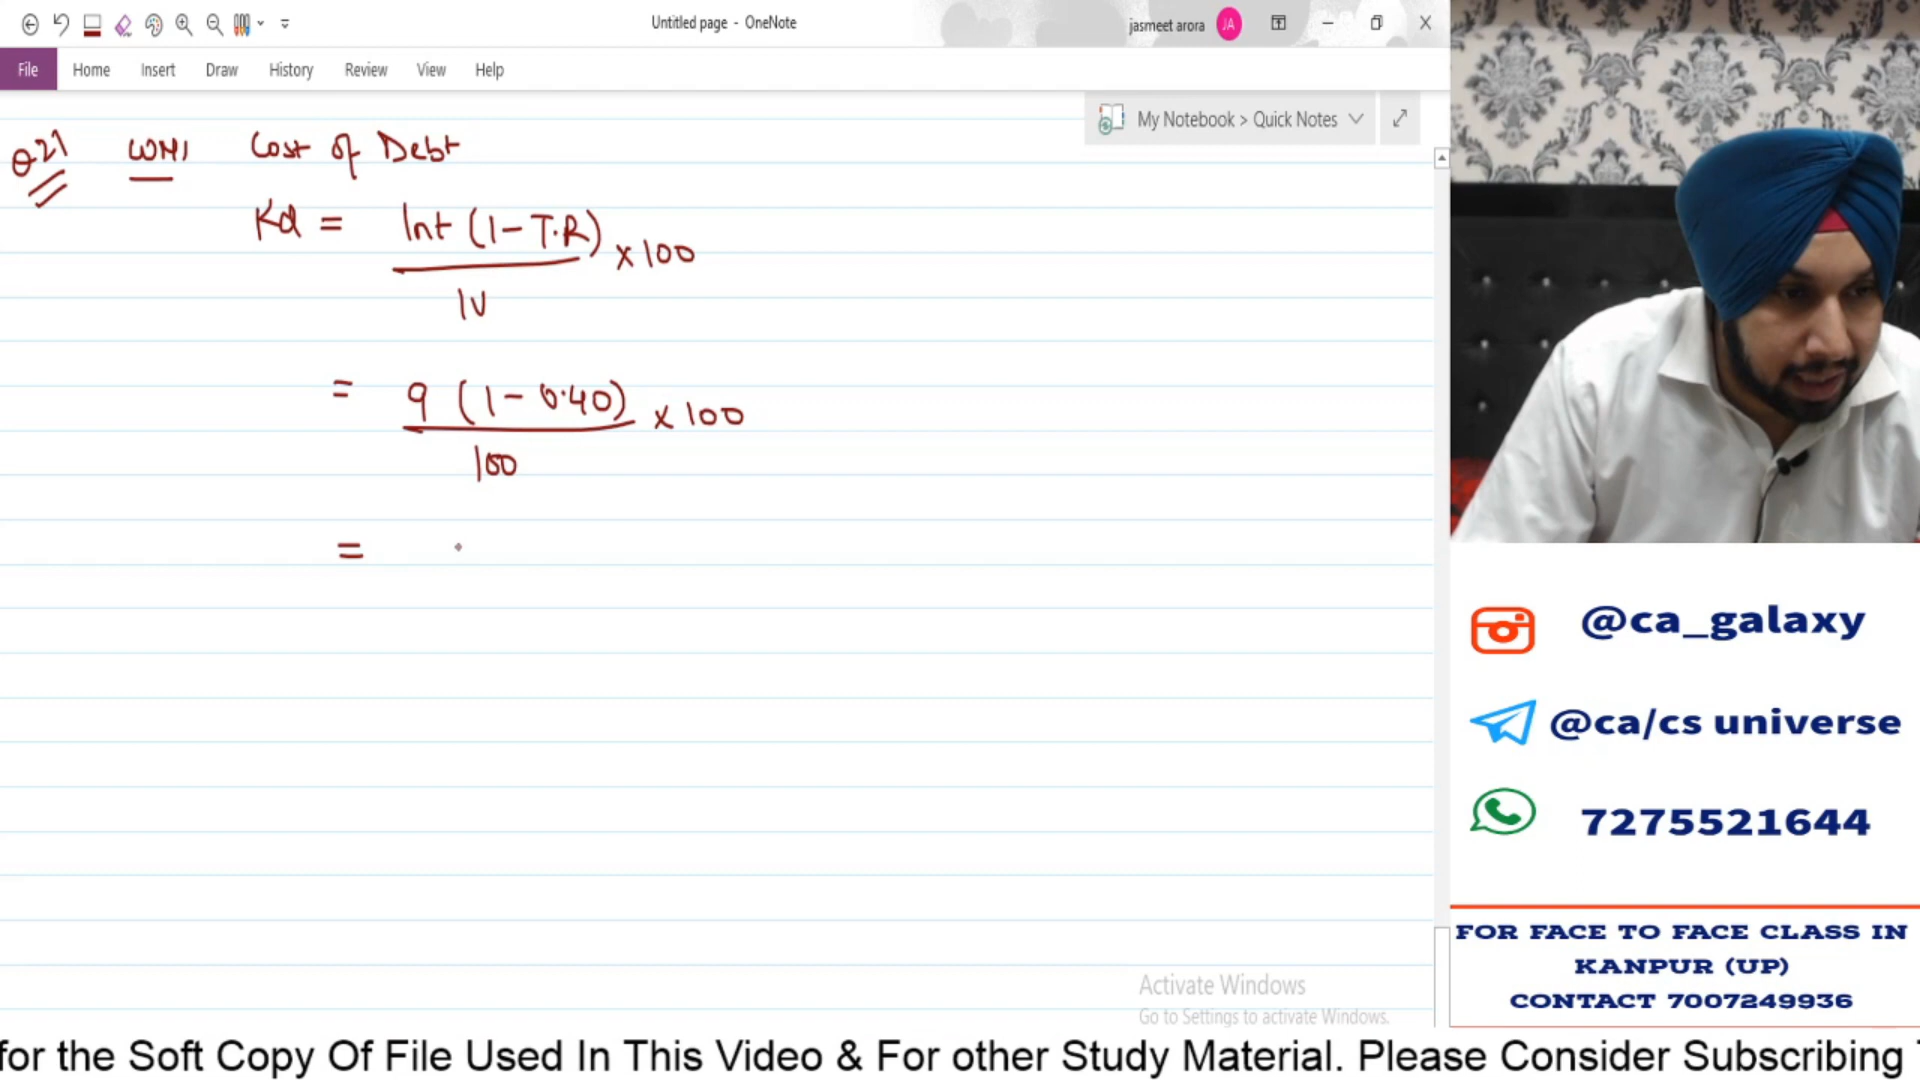 Untitled page - OneNote
jasmeet arora
JA
File
Home
Insert
Draw
History
Review
View
Help
My Notebook > Quick Notes
Q21 WN1 Cost of Debt
Kd = Int (1 - T.R) x 100
IV
= 9 (1 - 0.40) x 100
100
=
@ca_galaxy
@ca/cs universe
7275521644
FOR FACE TO FACE CLASS IN
KANPUR (UP)
CONTACT 7007249936
Activate Windows
Go to Settings to activate Windows.
for the Soft Copy Of File Used In This Video & For other Study Material. Please Consider Subscribing